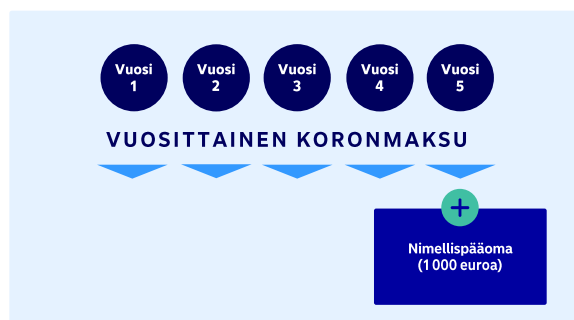 Vuosi
1
Vuosi
2
Vuosi
3
Vuosi
4
Vuosi
5
VUOSITTAINEN KORONMAKSU
+
Nimellispääoma
(1 000 euroa)